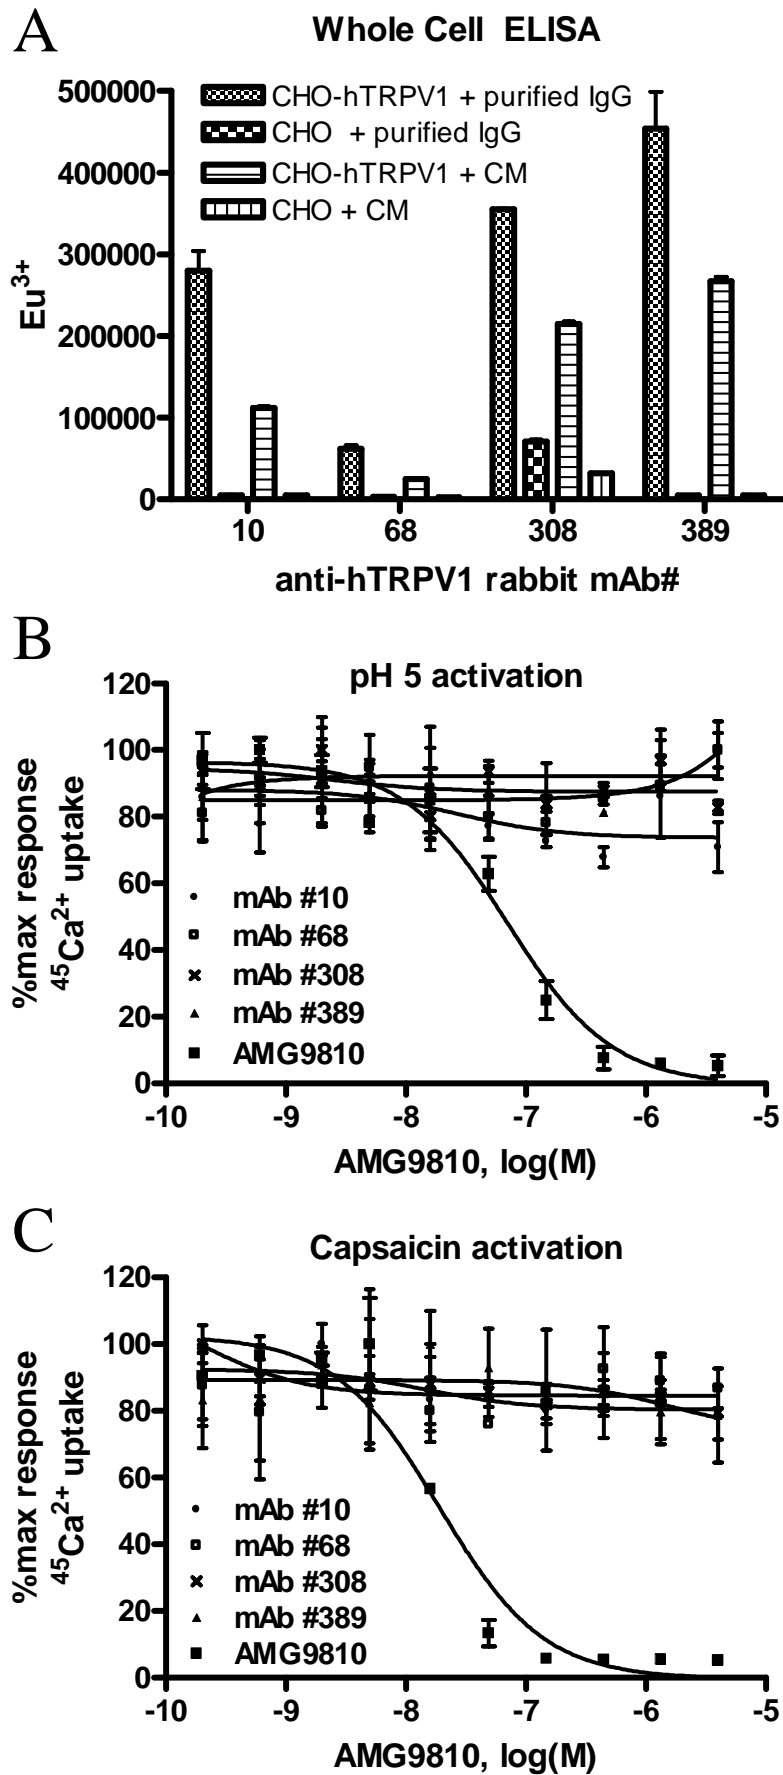 A
Whole Cell ELISA
500000
400000
300000
200000
100000
0
Eu³⁺
CHO-hTRPV1 + purified IgG
CHO + purified IgG
CHO-hTRPV1 + CM
CHO + CM
10 68 308 389
anti-hTRPV1 rabbit mAb#
B
pH 5 activation
120
100
80
60
40
20
0
%max response
⁴⁵Ca²⁺ uptake
mAb #10
mAb #68
mAb #308
mAb #389
AMG9810
-10 -9 -8 -7 -6 -5
AMG9810, log(M)
C
Capsaicin activation
120
100
80
60
40
20
0
%max response
⁴⁵Ca²⁺ uptake
mAb #10
mAb #68
mAb #308
mAb #389
AMG9810
-10 -9 -8 -7 -6 -5
AMG9810, log(M)